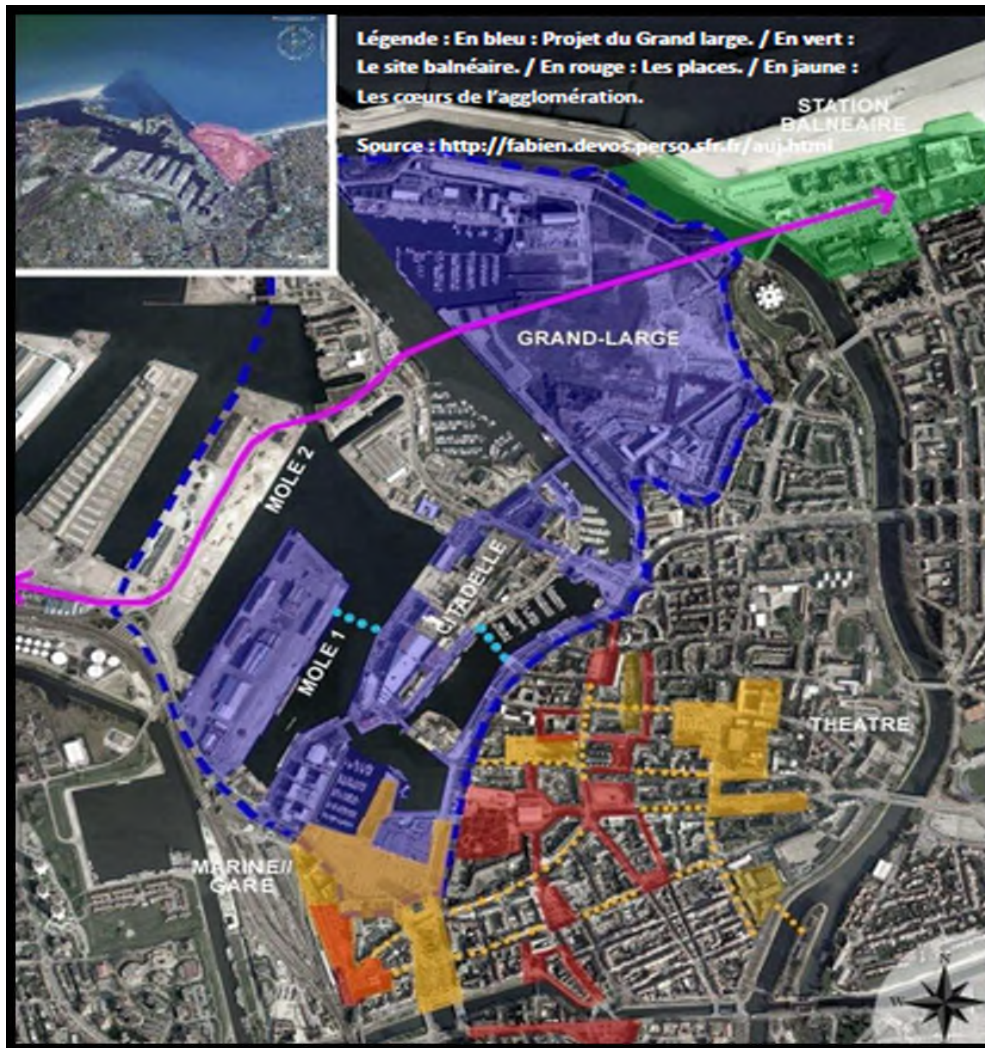 Légende : En bleu : Projet du Grand large. / En vert :
Le site balnéaire. / En rouge : Les places. / En jaune :
Les cœurs de l'agglomération.
Source : http://fabien.devos.perso.sfr.fr/auj.html
STATION
BALNEAIRE
GRAND-LARGE
MOLE 2
CITADELLE
MOLE 1
THEATRE
MARINE//
GARE
N
W